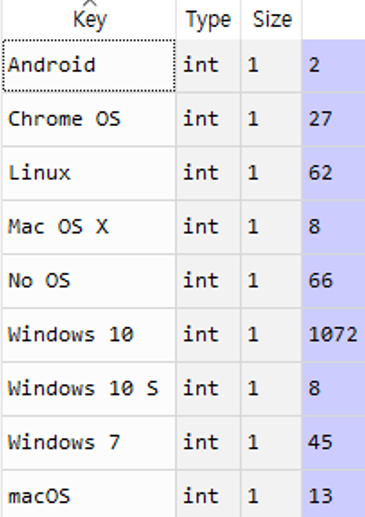 Key Type Size
Android int 1 2
Chrome OS int 1 27
Linux int 1 62
Mac OS X int 1 8
No OS int 1 66
Windows 10 int 1 1072
Windows 10 S int 1 8
Windows 7 int 1 45
macOS int 1 13